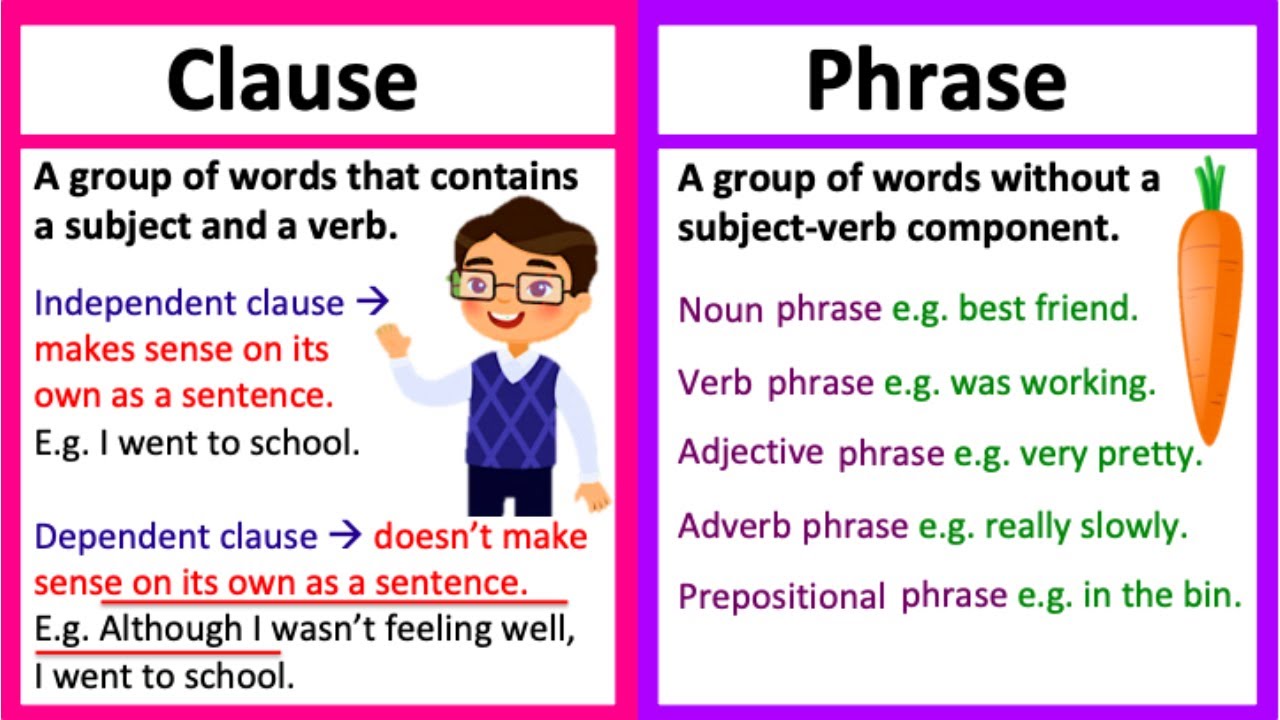 Clause
A group of words that contains
a subject and a verb.
Independent clause →
makes sense on its
own as a sentence.
E.g. I went to school.
Dependent clause → doesn’t make
sense on its own as a sentence.
E.g. Although I wasn’t feeling well,
I went to school.
Phrase
A group of words without a
subject-verb component.
Noun phrase e.g. best friend.
Verb phrase e.g. was working.
Adjective phrase e.g. very pretty.
Adverb phrase e.g. really slowly.
Prepositional phrase e.g. in the bin.